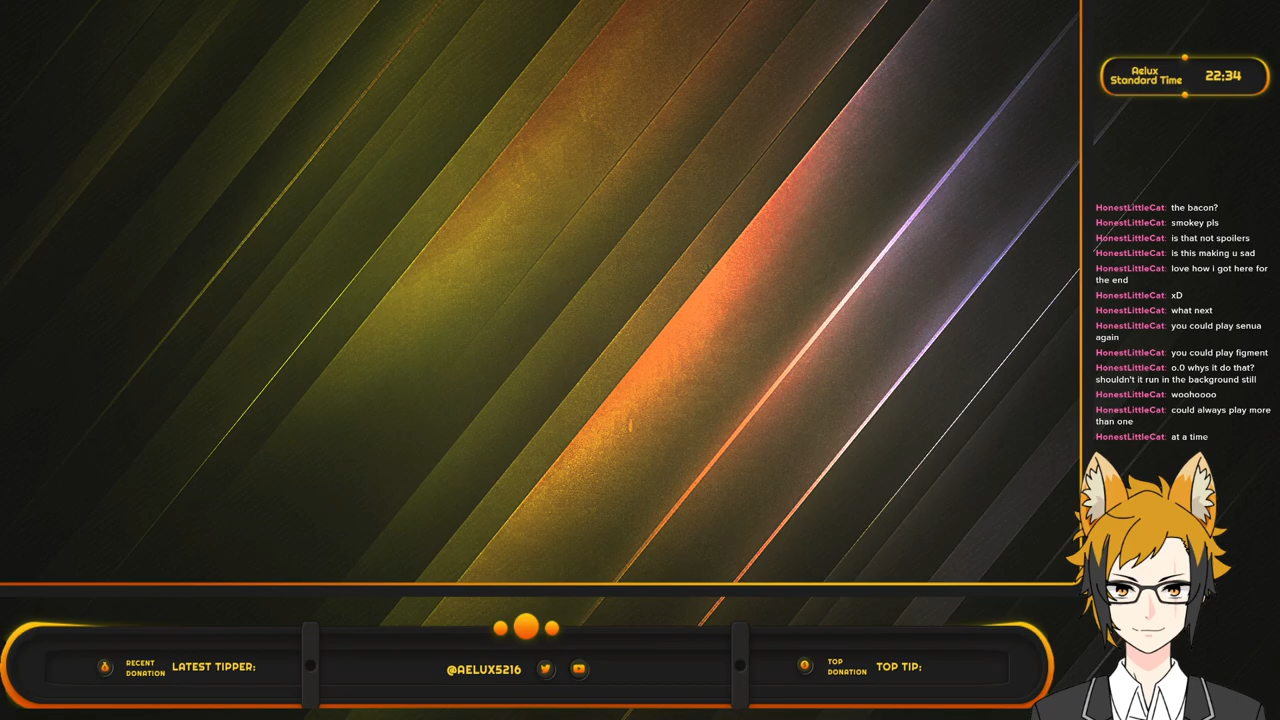 Aelux
Standard Time
22:34
HonestLittleCat: the bacon?
HonestLittleCat: smokey pls
HonestLittleCat: is that not spoilers
HonestLittleCat: is this making u sad
HonestLittleCat: love how i got here for
the end
HonestLittleCat: xD
HonestLittleCat: what next
HonestLittleCat: you could play senua
again
HonestLittleCat: you could play figment
HonestLittleCat: o.0 whys it do that?
shouldn't it run in the background still
HonestLittleCat: woohoooo
HonestLittleCat: could always play more
than one
HonestLittleCat: at a time
RECENT
DONATION
LATEST TIPPER:
@AELUX5216
TOP
DONATION
TOP TIP: